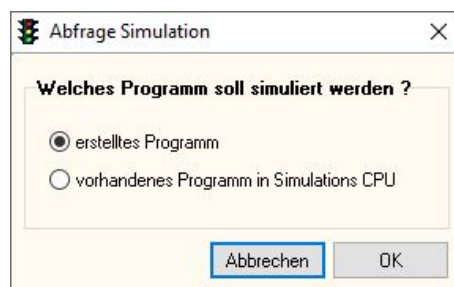 Abfrage Simulation
Welches Programm soll simuliert werden ?
erstelltes Programm
vorhandenes Programm in Simulations CPU
Abbrechen OK